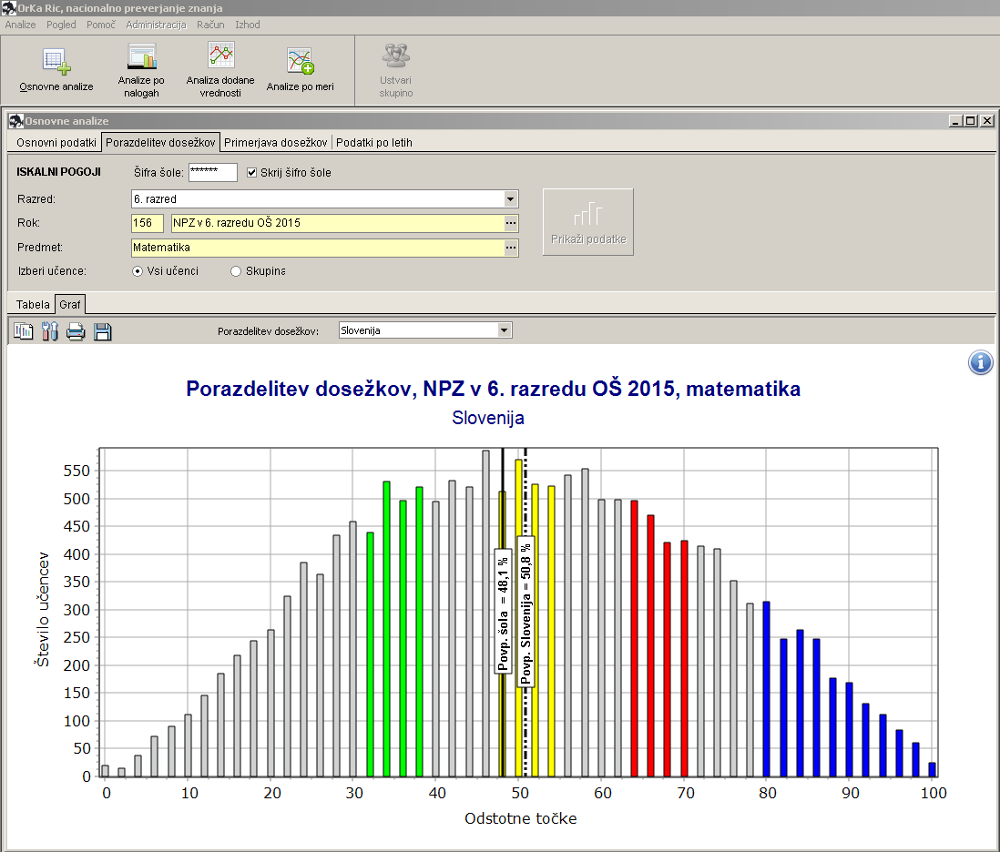 OrKa Ric, nacionalno preverjanje znanja
Analize Pogled Pomoč Administracija Račun Izhod
Osnovne analize
Analize po
nalogah
Analiza dodane
vrednosti
Analize po meri
Ustvari
skupino
Osnovne analize
Osnovni podatki Porazdelitev dosežkov Primerjava dosežkov Podatki po letih
ISKALNI POGOJI Šifra šole: ****** Skrij šifro šole
Razred: 6. razred
Rok: 156 NPZ v 6. razredu OŠ 2015 ...
Predmet: Matematika ...
Prikaži podatke
Izberi učence: Vsi učenci Skupina
Tabela Graf
Porazdelitev dosežkov: Slovenija
i
Porazdelitev dosežkov, NPZ v 6. razredu OŠ 2015, matematika
Slovenija
Število učencev
550
500
450
400
350
300
250
200
150
100
50
0
Povp. šola = 48,1 %
Povp. Slovenija = 50,8 %
0 10 20 30 40 50 60 70 80 90 100
Odstotne točke